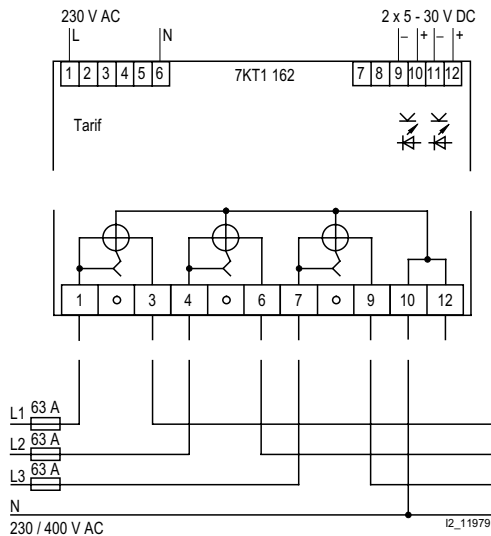 230 V AC
2 x 5 - 30 V DC
L
N
– + – +
1 2 3 4 5 6
7KT1 162
7 8 9 10 11 12
Tarif
1 3 4 6 7 9 10 12
L1 63 A
L2 63 A
L3 63 A
N
230 / 400 V AC
I2_11979